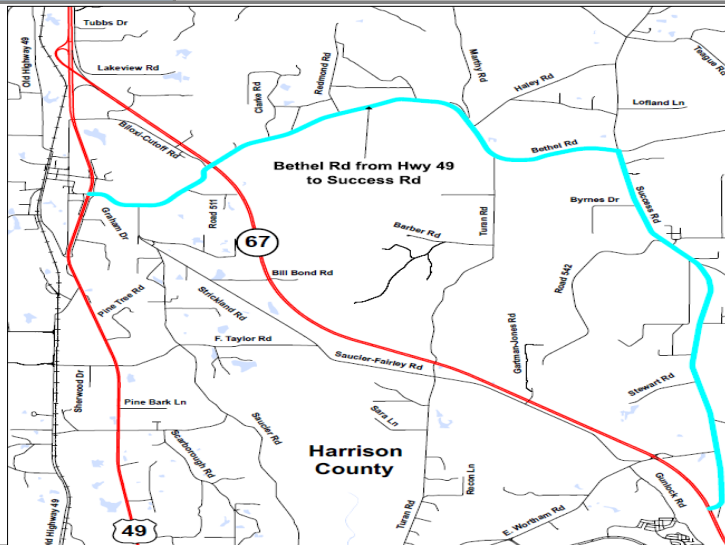 Tubbs Dr
Old Highway 49
Lakeview Rd
Clarke Rd
Redmond Rd
Marthy Rd
Haley Rd
Teague Rd
Lofland Ln
Biloxi-Cutoff Rd
Bethel Rd
Bethel Rd from Hwy 49
to Success Rd
Success Rd
Byrnes Dr
Graham Dr
Road 511
Barber Rd
Turan Rd
67
Bill Bond Rd
Road 542
Pine Tree Rd
Strickland Rd
F. Taylor Rd
Saucier-Fairley Rd
Gartman-Jones Rd
Stewart Rd
Sherwood Dr
Pine Bark Ln
Sara Ln
Saucier Rd
Scarborough Rd
Harrison
County
Recon Ln
Gunlock Rd
Turan Rd
E. Wortham Rd
ld Highway 49
49